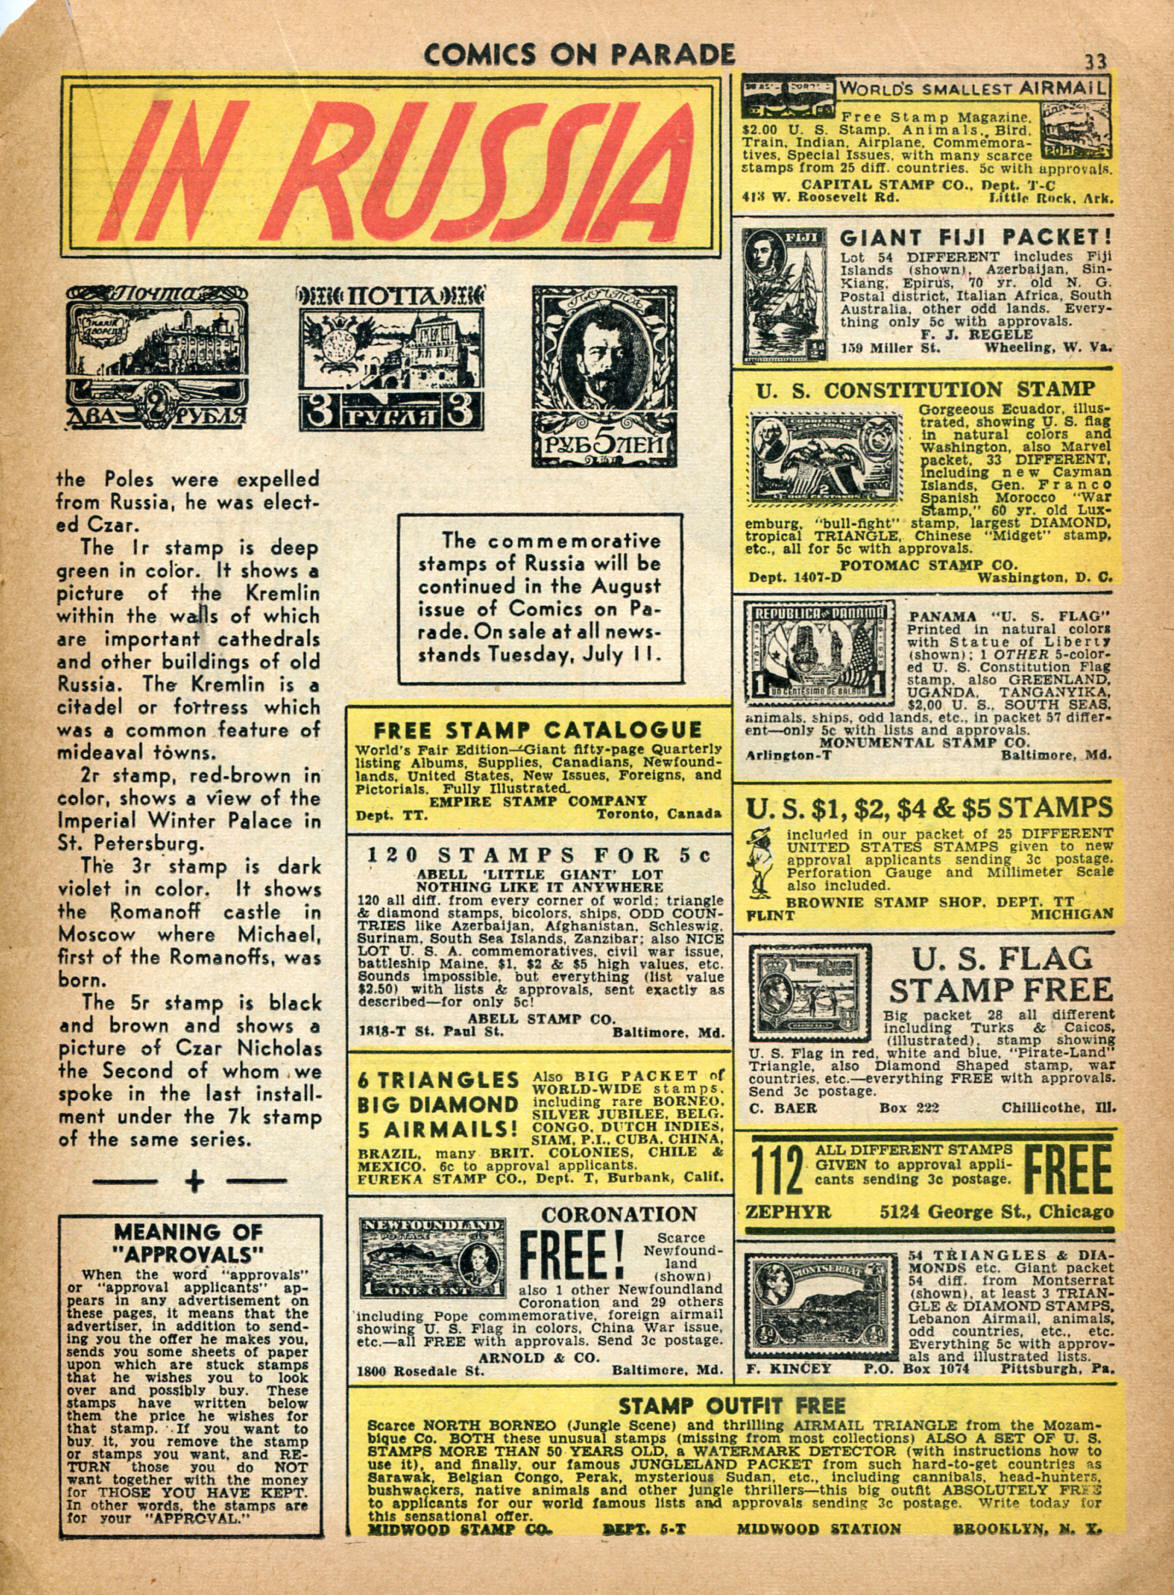 COMICS ON PARADE
33
IN RUSSIA
Почта
ДВА 2 РУБЛЯ
ПОТТА
3 РУБЛЯ 3
ПОЧТА
РУБ 5 ЛЕЙ
the Poles were expelled
from Russia, he was elect-
ed Czar.
The 1r stamp is deep
green in color. It shows a
picture of the Kremlin
within the walls of which
are important cathedrals
and other buildings of old
Russia. The Kremlin is a
citadel or fortress which
was a common feature of
mideaval towns.
2r stamp, red-brown in
color, shows a view of the
Imperial Winter Palace in
St. Petersburg.
The 3r stamp is dark
violet in color. It shows
the Romanoff castle in
Moscow where Michael,
first of the Romanoffs, was
born.
The 5r stamp is black
and brown and shows a
picture of Czar Nicholas
the Second of whom we
spoke in the last install-
ment under the 7k stamp
of the same series.
MEANING OF
"APPROVALS"
When the word "approvals"
or "approval applicants" ap-
pears in any advertisement on
these pages, it means that the
advertiser, in addition to send-
ing you the offer he makes you,
sends you some sheets of paper
upon which are stuck stamps
that he wishes you to look
over and possibly buy. These
stamps have written below
them the price he wishes for
that stamp. If you want to
buy it, you remove the stamp
or stamps you want, and RE-
TURN those you do NOT
want together with the money
for THOSE YOU HAVE KEPT.
In other words, the stamps are
for your "APPROVAL."
The commemorative
stamps of Russia will be
continued in the August
issue of Comics on Pa-
rade. On sale at all news-
stands Tuesday, July 11.
FREE STAMP CATALOGUE
World's Fair Edition—Giant fifty-page Quarterly
listing Albums, Supplies, Canadians, Newfound-
lands, United States, New Issues, Foreigns, and
Pictorials. Fully Illustrated.
EMPIRE STAMP COMPANY
Dept. TT. Toronto, Canada
120 STAMPS FOR 5c
ABELL 'LITTLE GIANT' LOT
NOTHING LIKE IT ANYWHERE
120 all diff. from every corner of world; triangle
& diamond stamps, bicolors, ships, ODD COUN-
TRIES like Azerbaijan, Afghanistan, Schleswig,
Surinam, South Sea Islands, Zanzibar; also NICE
LOT U. S. A. commemoratives, civil war issue,
battleship Maine, $1, $2 & $5 high values, etc.
Sounds impossible, but everything (list value
$2.50) with lists & approvals, sent exactly as
described—for only 5c!
ABELL STAMP CO.
1818-T St. Paul St. Baltimore, Md.
6 TRIANGLES
BIG DIAMOND
5 AIRMAILS!
Also BIG PACKET of
WORLD-WIDE stamps,
including rare BORNEO,
SILVER JUBILEE, BELG.
CONGO, DUTCH INDIES,
SIAM, P.I., CUBA, CHINA,
BRAZIL, many BRIT. COLONIES, CHILE &
MEXICO. 6c to approval applicants.
EUREKA STAMP CO., Dept. T, Burbank, Calif.
NEWFOUNDLAND
POSTAGE
1 ONE CENT 1
CORONATION
FREE!
Scarce
Newfound-
land
(shown)
also 1 other Newfoundland
Coronation and 29 others
including Pope commemorative, foreign airmail
showing U. S. Flag in colors, China War issue,
etc.—all FREE with approvals. Send 3c postage.
ARNOLD & CO.
1800 Rosedale St. Baltimore, Md.
WORLD'S SMALLEST AIRMAIL
Free Stamp Magazine,
$2.00 U. S. Stamp, Animals, Bird,
Train, Indian, Airplane, Commemora-
tives, Special Issues, with many scarce
stamps from 25 diff. countries. 5c with approvals.
CAPITAL STAMP CO., Dept. T-C
413 W. Roosevelt Rd. Little Rock, Ark.
FIJI
GIANT FIJI PACKET!
Lot 54 DIFFERENT includes Fiji
Islands (shown), Azerbaijan, Sin-
Kiang, Epirus, 70 yr. old N. G.
Postal district, Italian Africa, South
Australia, other odd lands. Every-
thing only 5c with approvals.
F. J. REGELE
159 Miller St. Wheeling, W. Va.
U. S. CONSTITUTION STAMP
Gorgeeous Ecuador, illus-
trated, showing U. S. flag
in natural colors and
Washington, also Marvel
packet, 33 DIFFERENT,
including new Cayman
Islands, Gen. Franco
Spanish Morocco "War
Stamp," 60 yr. old Lux-
emburg, "bull-fight" stamp, largest DIAMOND,
tropical TRIANGLE, Chinese "Midget" stamp,
etc., all for 5c with approvals.
POTOMAC STAMP CO.
Dept. 1407-D Washington, D. C.
REPUBLICA DE PANAMA
1 UN CENTESIMO DE BALBOA 1
PANAMA "U. S. FLAG"
Printed in natural colors
with Statue of Liberty
(shown); 1 OTHER 5-color-
ed U. S. Constitution Flag
stamp, also GREENLAND,
UGANDA, TANGANYIKA,
$2,00 U. S., SOUTH SEAS,
animals, ships, odd lands, etc., in packet 57 differ-
ent—only 5c with lists and approvals.
MONUMENTAL STAMP CO.
Arlington-T Baltimore, Md.
U. S. $1, $2, $4 & $5 STAMPS
included in our packet of 25 DIFFERENT
UNITED STATES STAMPS given to new
approval applicants sending 3c postage.
Perforation Gauge and Millimeter Scale
also included.
BROWNIE STAMP SHOP, DEPT. TT
FLINT MICHIGAN
U. S. FLAG
STAMP FREE
Big packet 28 all different
including Turks & Caicos,
(illustrated), stamp showing
U. S. Flag in red, white and blue, "Pirate-Land"
Triangle, also Diamond Shaped stamp, war
countries, etc.—everything FREE with approvals.
Send 3c postage.
C. BAER Box 222 Chillicothe, Ill.
112 ALL DIFFERENT STAMPS
GIVEN to approval appli-
cants sending 3c postage. FREE
ZEPHYR 5124 George St., Chicago
MONTSERRAT
54 TRIANGLES & DIA-
MONDS etc. Giant packet
54 diff. from Montserrat
(shown), at least 3 TRIAN-
GLE & DIAMOND STAMPS,
Lebanon Airmail, animals,
odd countries, etc., etc.
Everything 5c with approv-
als and illustrated lists.
F. KINCEY P.O. Box 1074 Pittsburgh, Pa.
STAMP OUTFIT FREE
Scarce NORTH BORNEO (Jungle Scene) and thrilling AIRMAIL TRIANGLE from the Mozam-
bique Co. BOTH these unusual stamps (missing from most collections) ALSO A SET OF U. S.
STAMPS MORE THAN 50 YEARS OLD, a WATERMARK DETECTOR (with instructions how to
use it), and finally, our famous JUNGLELAND PACKET from such hard-to-get countries as
Sarawak, Belgian Congo, Perak, mysterious Sudan, etc., including cannibals, head-hunters,
bushwackers, native animals and other jungle thrillers—this big outfit ABSOLUTELY FREE
to applicants for our world famous lists and approvals sending 3c postage. Write today for
this sensational offer.
MIDWOOD STAMP CO. DEPT. 5-T MIDWOOD STATION BROOKLYN, N. Y.